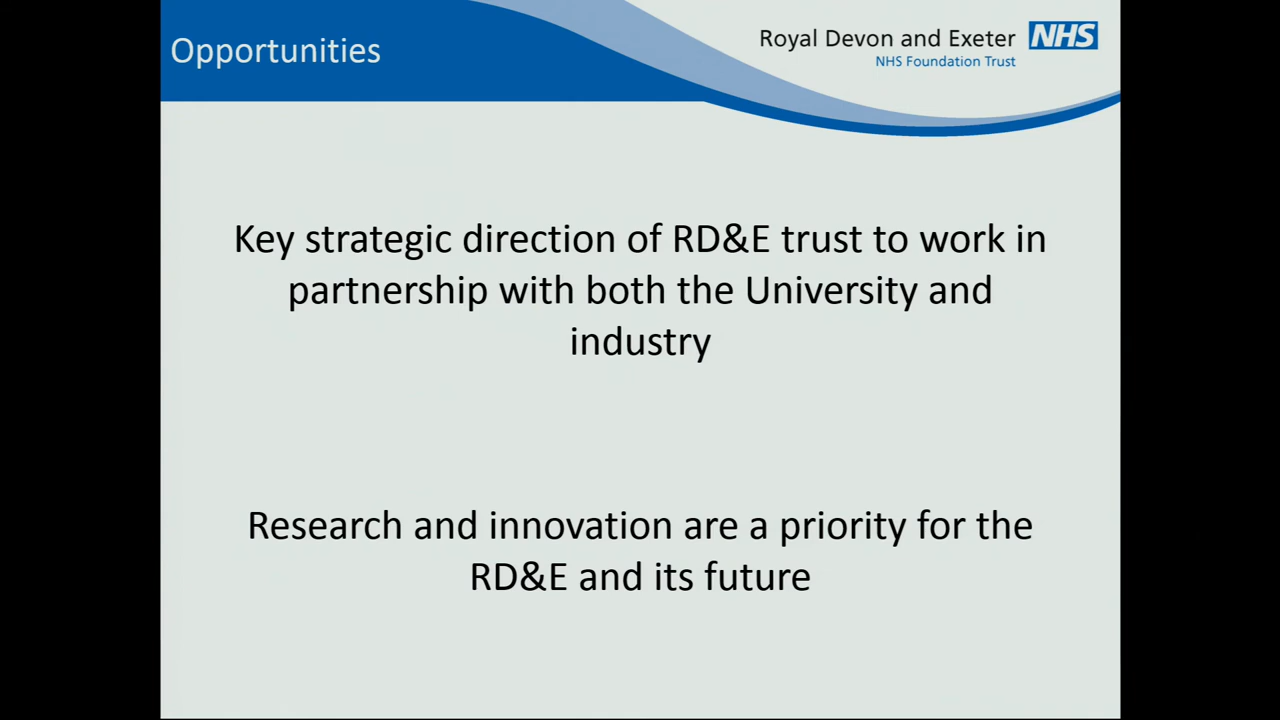 Opportunities
Royal Devon and Exeter NHS
NHS Foundation Trust
Key strategic direction of RD&E trust to work in
partnership with both the University and
industry
Research and innovation are a priority for the
RD&E and its future